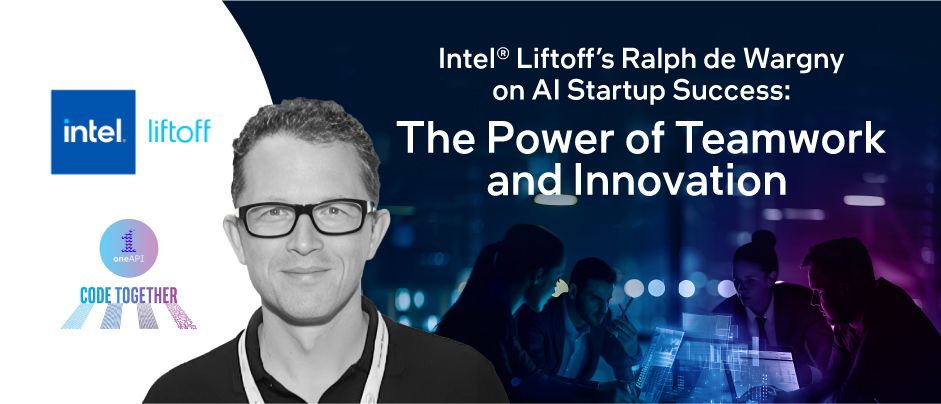 intel® liftoff
1
oneAPI
CODE TOGETHER
Intel® Liftoff’s Ralph de Wargny
on AI Startup Success:
The Power of Teamwork
and Innovation